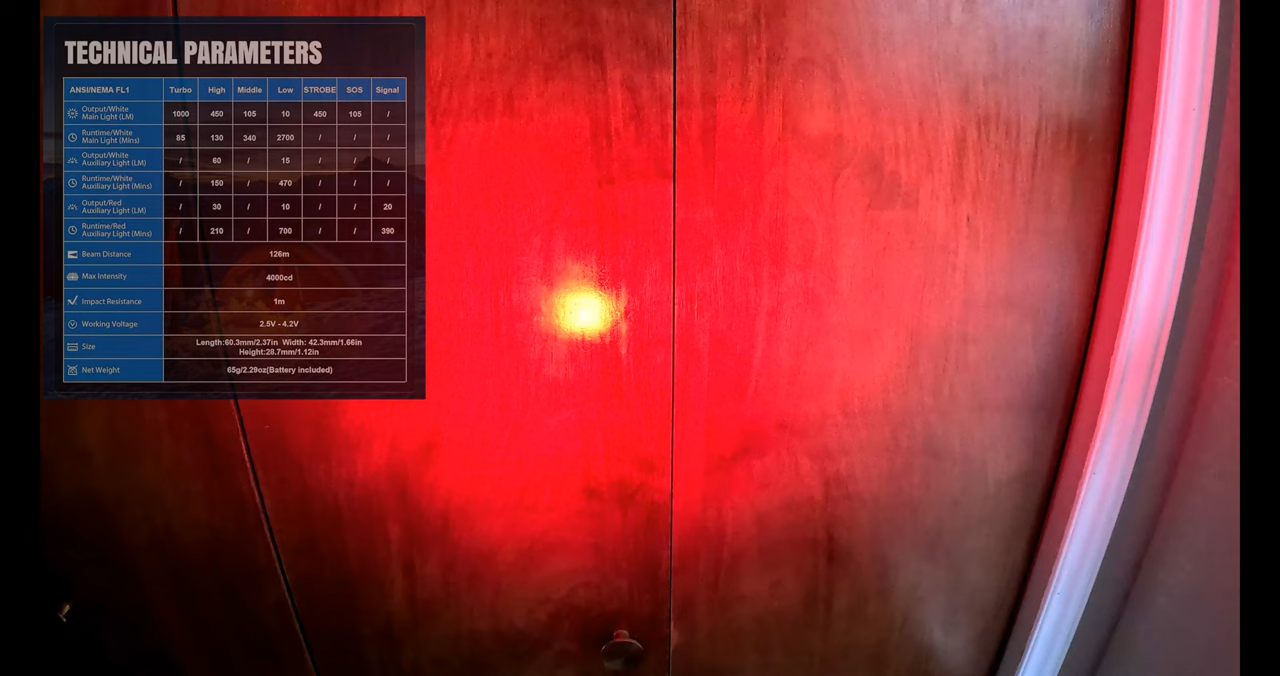 TECHNICAL PARAMETERS
ANSI/NEMA FL1 Turbo High Middle Low STROBE SOS Signal
Output/White
Main Light (LM) 1000 450 105 10 450 105 /
Runtime/White
Main Light (Mins) 85 130 340 2700 / / /
Output/White
Auxiliary Light (LM) / 60 / 15 / / /
Runtime/White
Auxiliary Light (Mins) / 150 / 470 / / /
Output/Red
Auxiliary Light (LM) / 30 / 10 / / 20
Runtime/Red
Auxiliary Light (Mins) / 210 / 700 / / 390
Beam Distance 126m
Max Intensity 4000cd
Impact Resistance 1m
Working Voltage 2.5V - 4.2V
Size Length:60.3mm/2.37in Width: 42.3mm/1.66in
Height:28.7mm/1.12in
Net Weight 65g/2.29oz(Battery included)